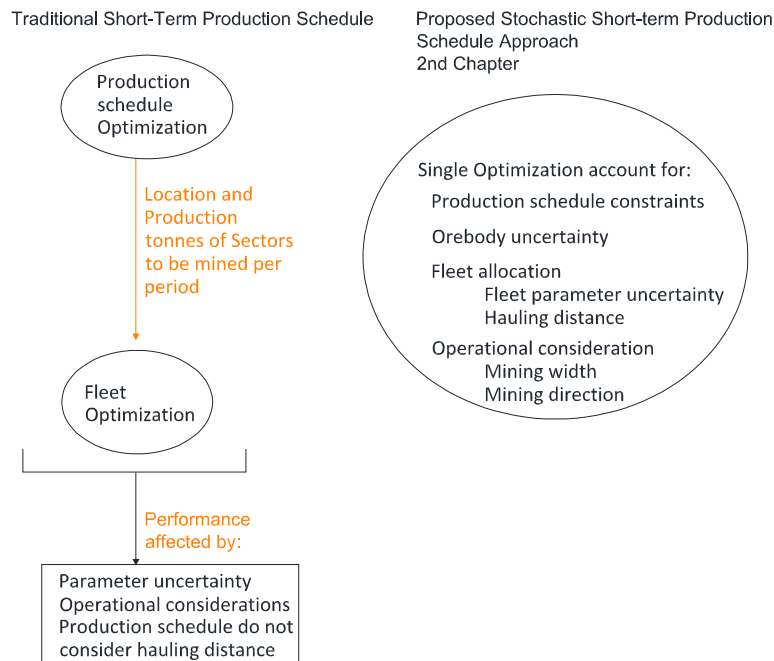 Traditional Short-Term Production Schedule
Production
schedule
Optimization
Location and
Production
tonnes of Sectors
to be mined per
period
Fleet
Optimization
Performance
affected by:
Parameter uncertainty
Operational considerations
Production schedule do not
consider hauling distance
Proposed Stochastic Short-term Production
Schedule Approach
2nd Chapter
Single Optimization account for:
Production schedule constraints
Orebody uncertainty
Fleet allocation
Fleet parameter uncertainty
Hauling distance
Operational consideration
Mining width
Mining direction